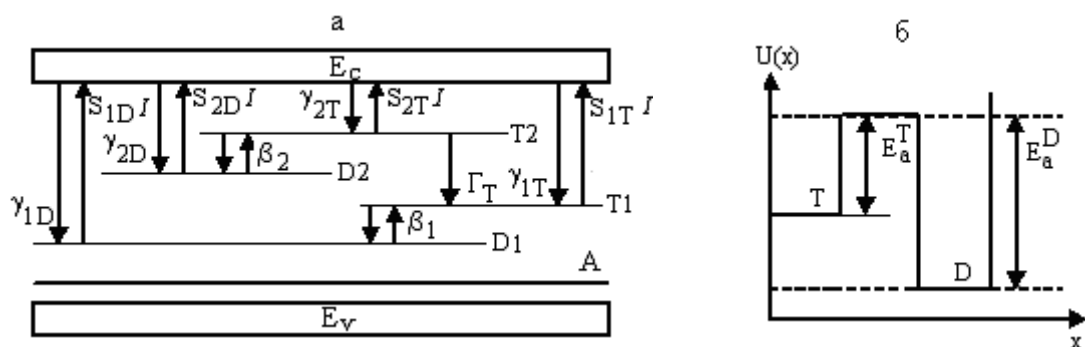 а
E_c
S_1D I
S_2D I
γ_2T
S_2T I
S_1T I
γ_2D
β_2
T2
D2
Γ_T
γ_1T
T1
γ_1D
β_1
D1
A
E_v
б
U(x)
E_a^T
E_a^D
T
D
x